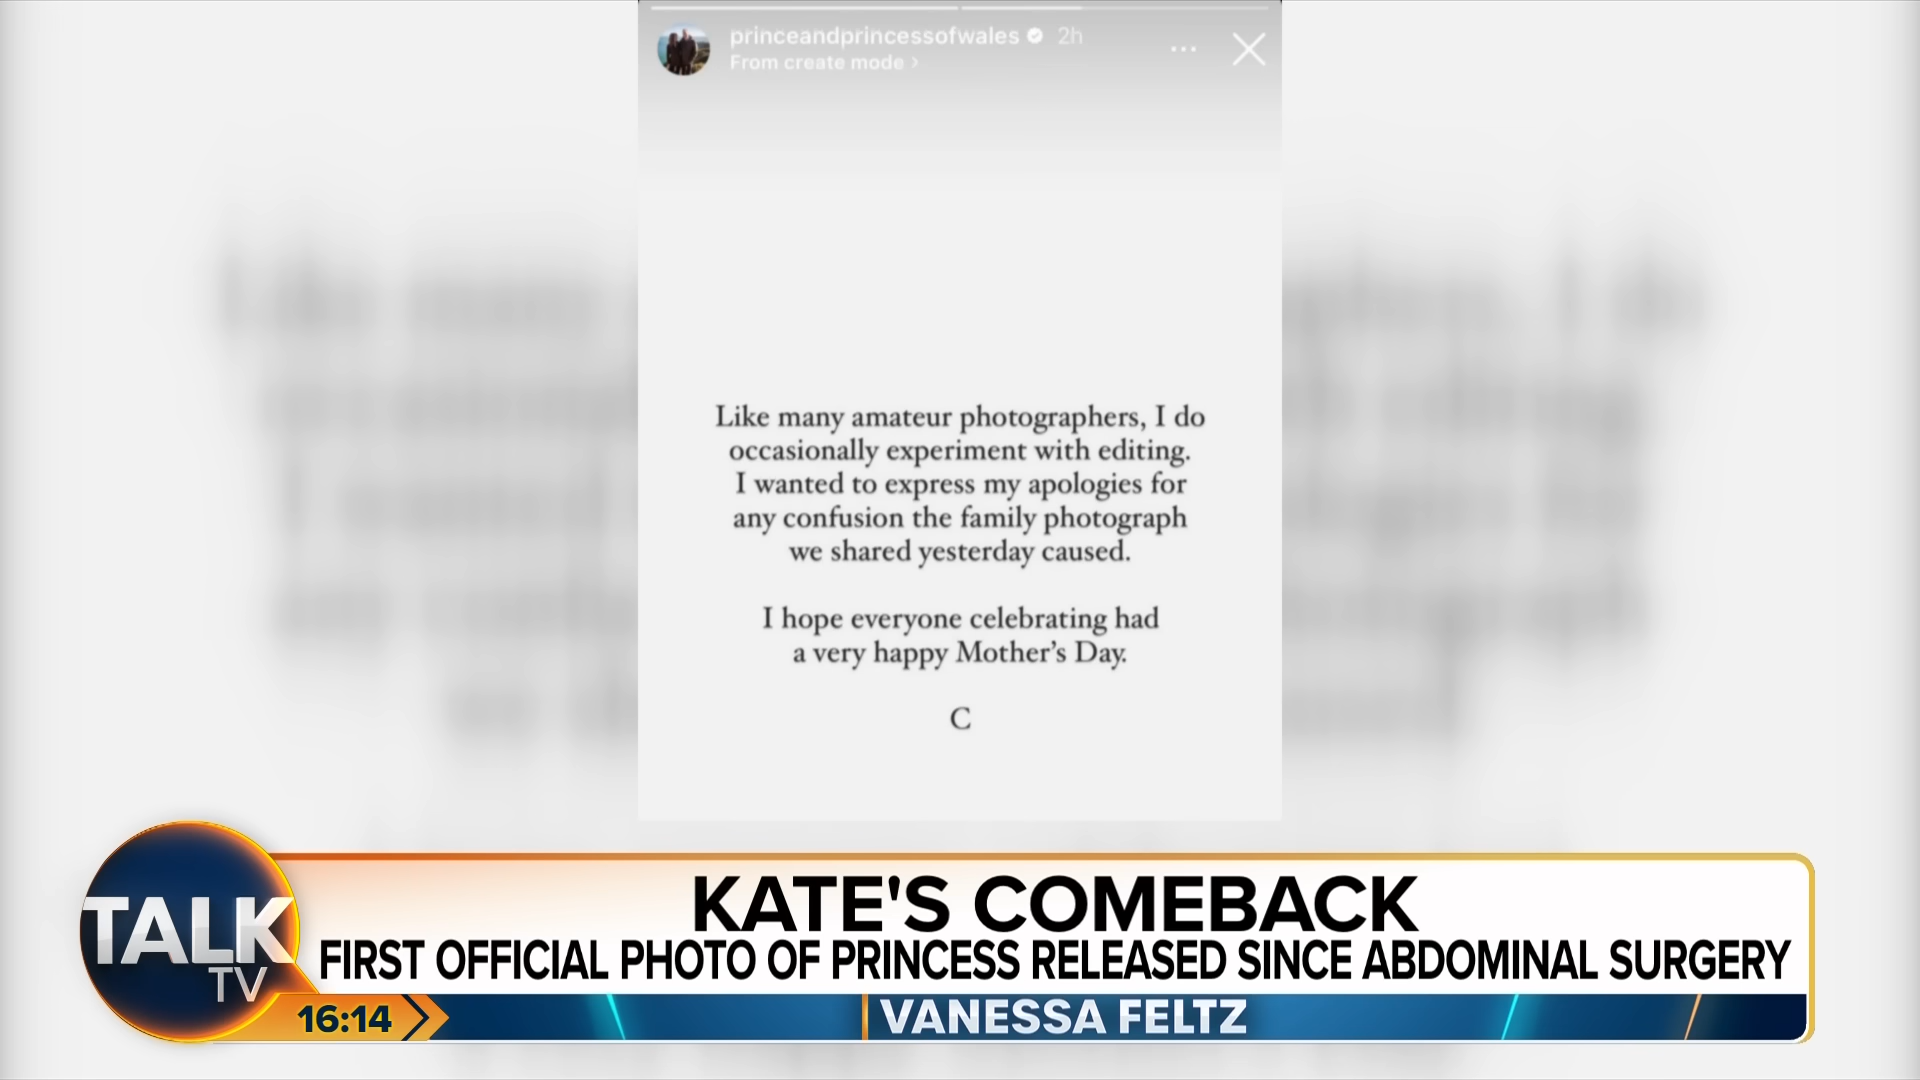 princeandprincessofwales 2h
From create mode ›
Like many amateur photographers, I do
occasionally experiment with editing.
I wanted to express my apologies for
any confusion the family photograph
we shared yesterday caused.
I hope everyone celebrating had
a very happy Mother’s Day.
C
KATE'S COMEBACK
FIRST OFFICIAL PHOTO OF PRINCESS RELEASED SINCE ABDOMINAL SURGERY
TALK
TV
16:14
VANESSA FELTZ